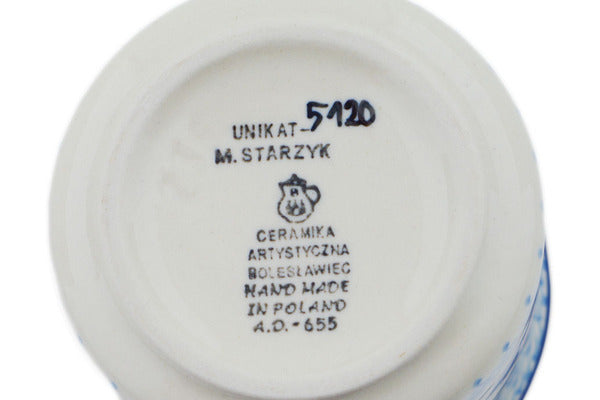 UNIKAT-5120
M. STARZYK
CERAMIKA
ARTYSTYCZNA
BOLESŁAWIEC
HAND MADE
IN POLAND
A.D.-655